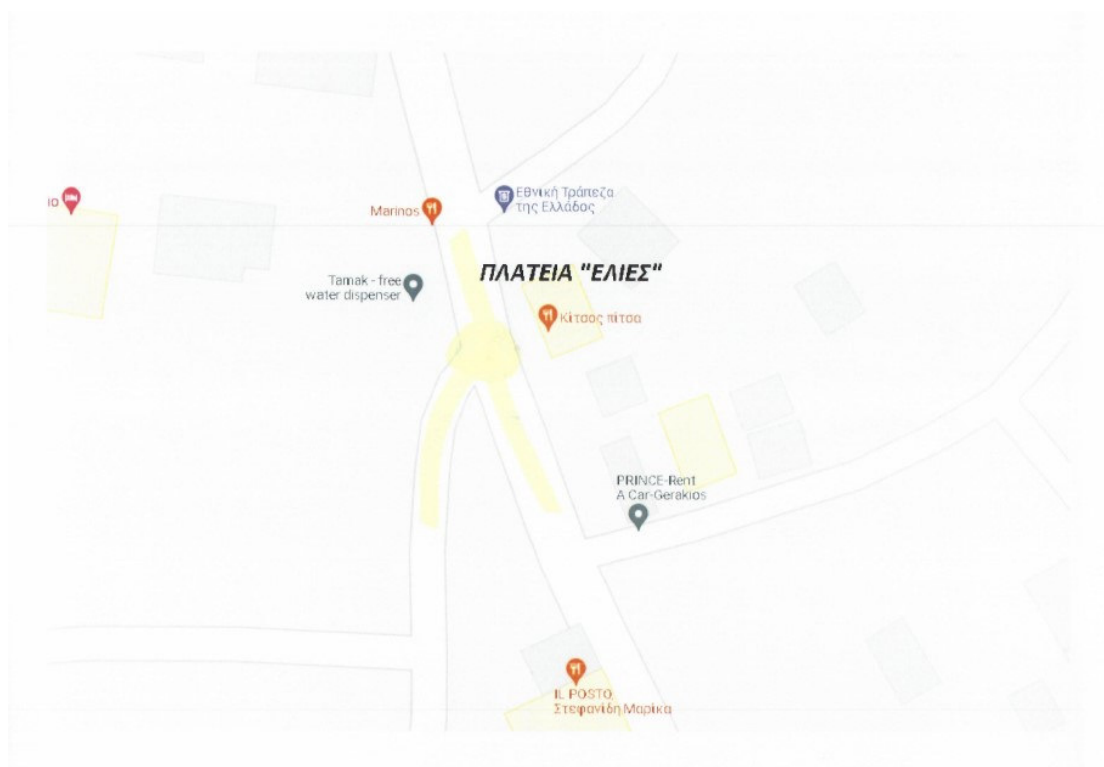 ιο
Εθνική Τράπεζα
της Ελλάδος
Marinos
ΠΛΑΤΕΙΑ "ΕΛΙΕΣ"
Tamak - free
water dispenser
Κίτσος πίτσα
PRINCE-Rent
A Car-Gerakios
IL POSTO,
Στεφανίδη Μαρίκα